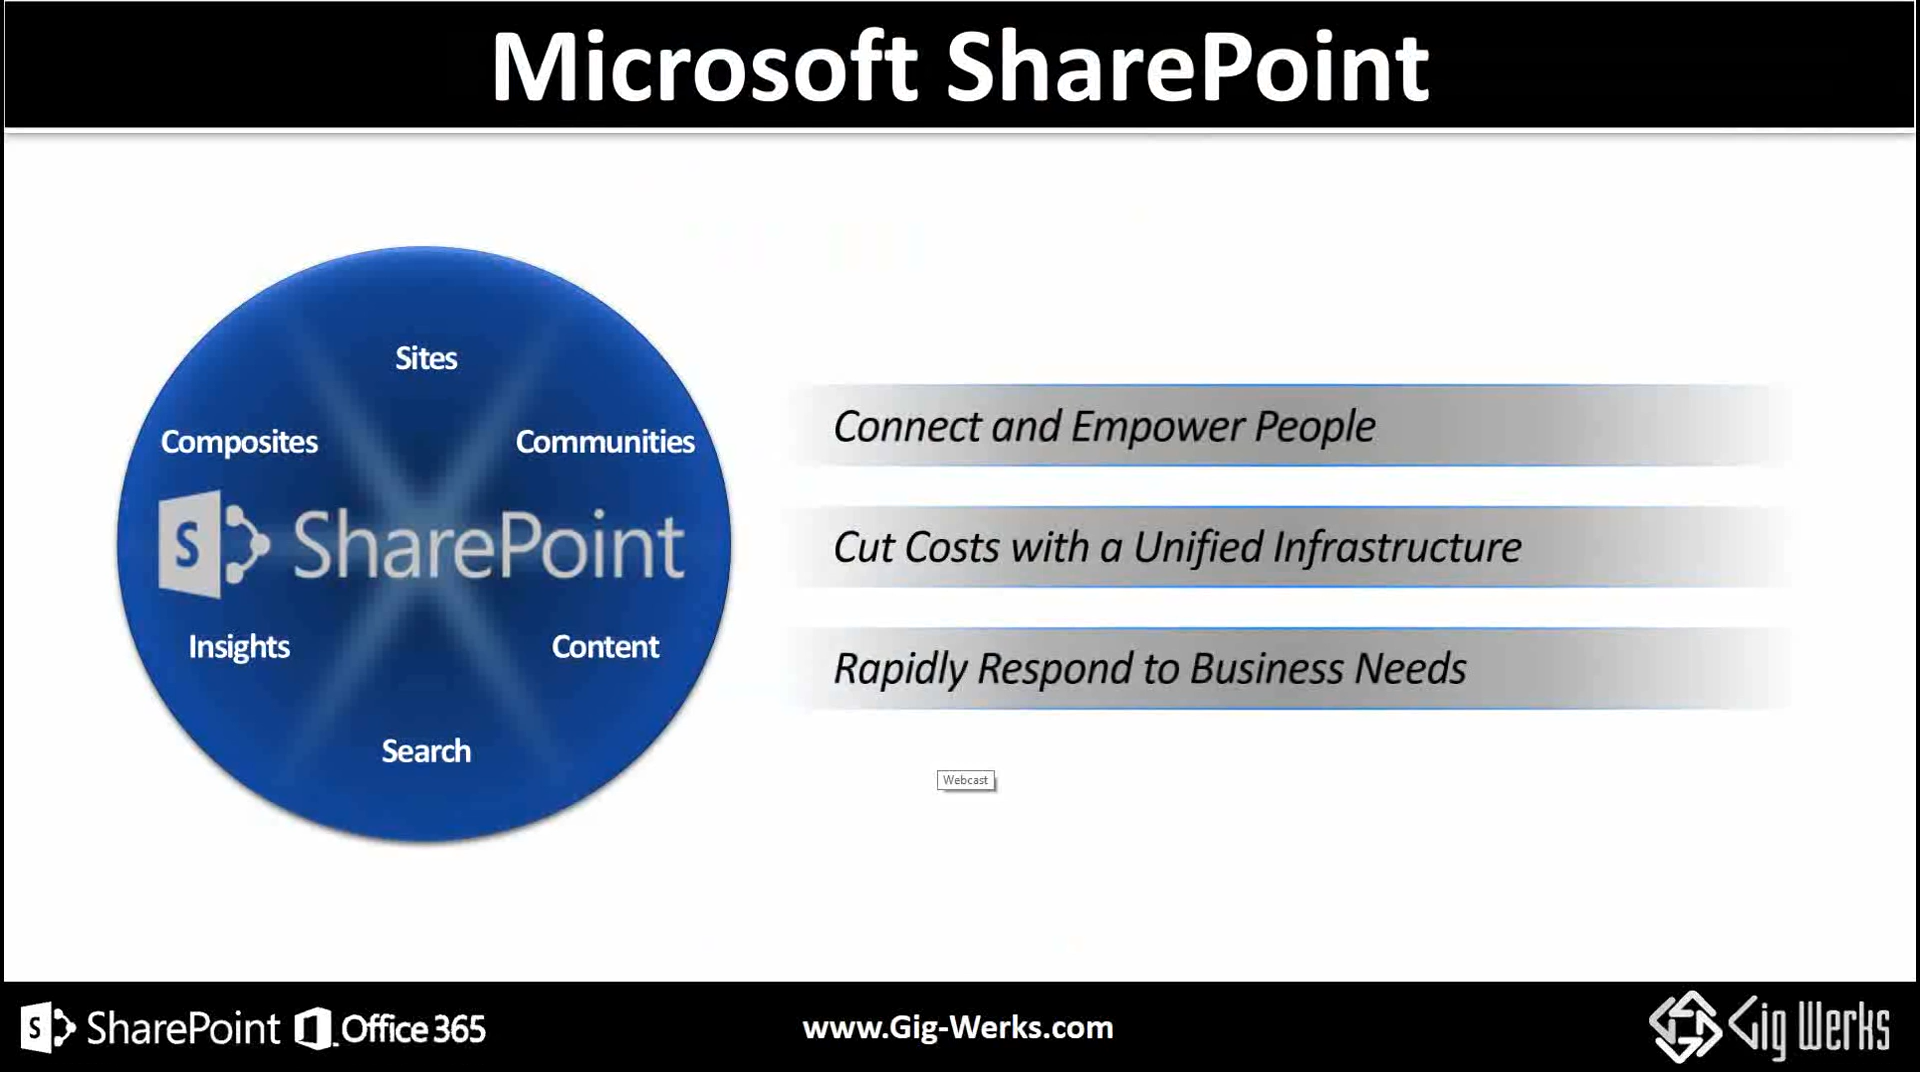 Microsoft SharePoint
Sites
Composites
Communities
S SharePoint
Insights
Content
Search
Connect and Empower People
Cut Costs with a Unified Infrastructure
Rapidly Respond to Business Needs
Webcast
S SharePoint Office 365
www.Gig-Werks.com
Gig Werks